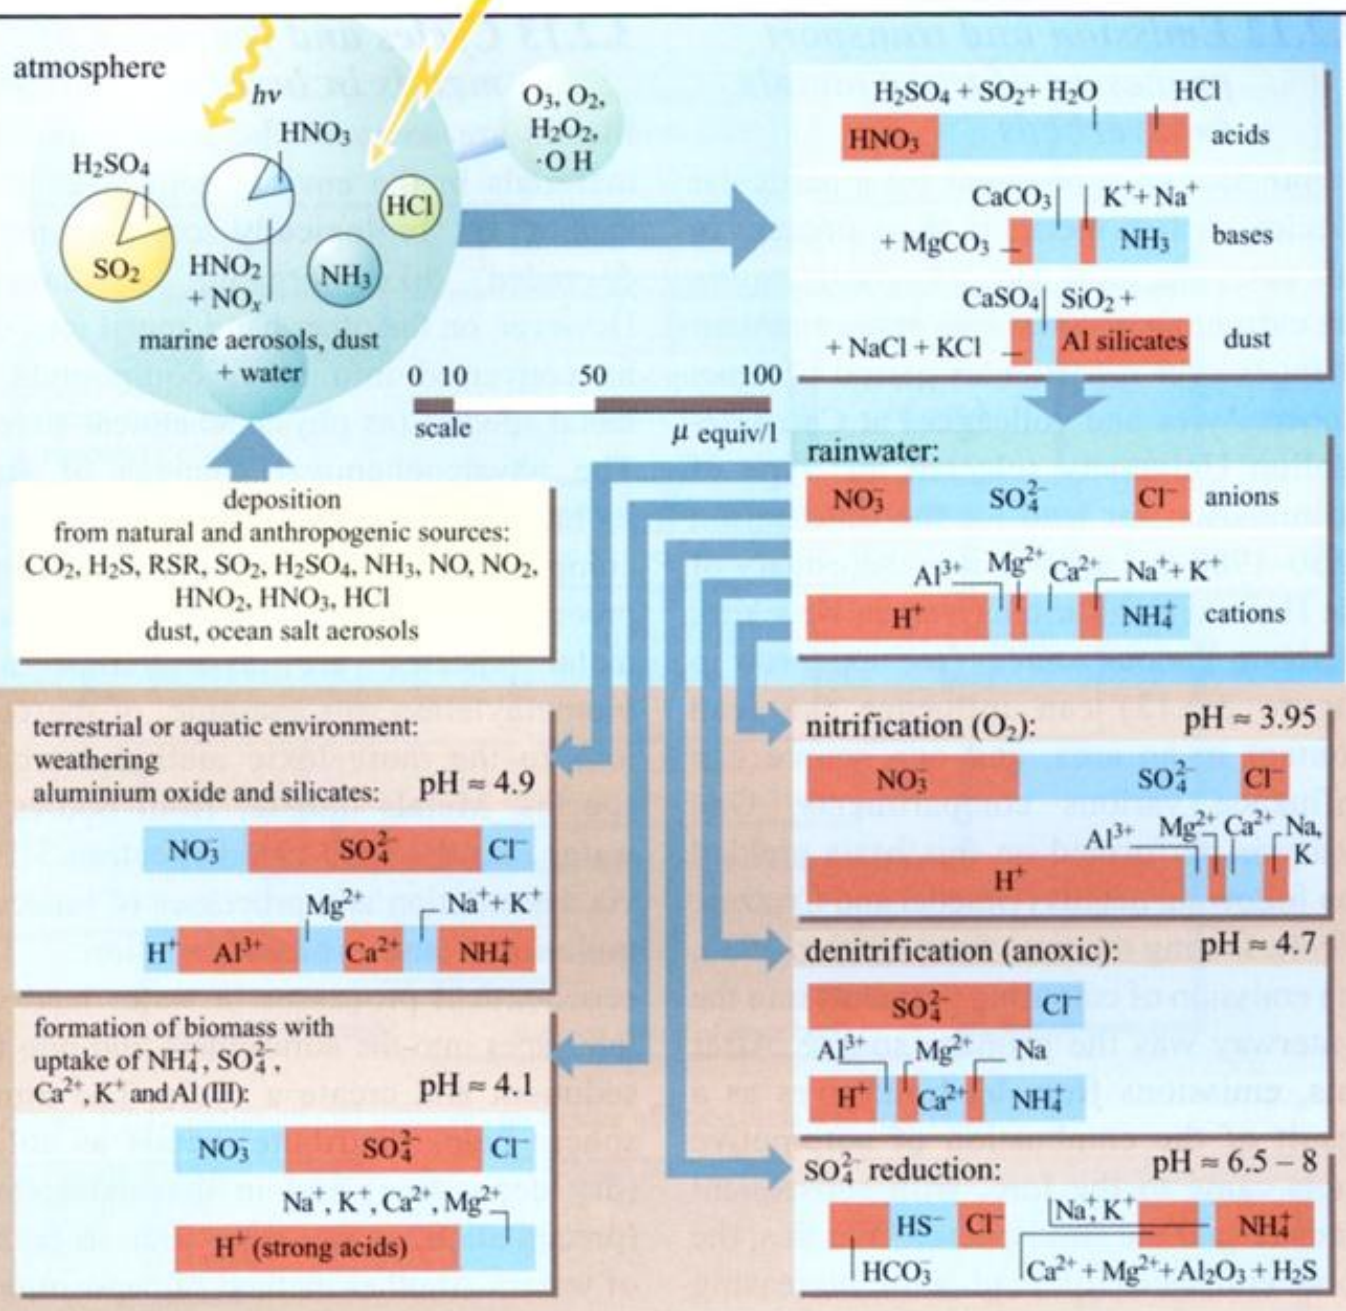 atmosphere
hν
HNO₃
H₂SO₄
SO₂
HNO₂
+ NOₓ
NH₃
HCl
marine aerosols, dust
+ water
O₃, O₂,
H₂O₂,
·O H
H₂SO₄ + SO₂+ H₂O
HCl
HNO₃
acids
CaCO₃
K⁺+ Na⁺
+ MgCO₃
NH₃
bases
CaSO₄
SiO₂ +
+ NaCl + KCl
Al silicates
dust
0 10 50 100
scale
μ equiv/l
deposition
from natural and anthropogenic sources:
CO₂, H₂S, RSR, SO₂, H₂SO₄, NH₃, NO, NO₂,
HNO₂, HNO₃, HCl
dust, ocean salt aerosols
rainwater:
NO₃⁻ SO₄²⁻ Cl⁻ anions
Al³⁺ Mg²⁺ Ca²⁺ Na⁺+ K⁺
H⁺ NH₄⁺ cations
terrestrial or aquatic environment:
weathering
aluminium oxide and silicates: pH ≈ 4.9
NO₃⁻ SO₄²⁻ Cl⁻
Mg²⁺ Na⁺+ K⁺
H⁺ Al³⁺ Ca²⁺ NH₄⁺
formation of biomass with
uptake of NH₄⁺, SO₄²⁻,
Ca²⁺, K⁺ and Al (III): pH ≈ 4.1
NO₃⁻ SO₄²⁻ Cl⁻
Na⁺, K⁺, Ca²⁺, Mg²⁺
H⁺ (strong acids)
nitrification (O₂): pH ≈ 3.95
NO₃⁻ SO₄²⁻ Cl⁻
Al³⁺ Mg²⁺ Ca²⁺ Na,
K
H⁺
denitrification (anoxic): pH ≈ 4.7
SO₄²⁻ Cl⁻
Al³⁺ Mg²⁺ Na
H⁺ Ca²⁺ NH₄⁺
SO₄²⁻ reduction: pH ≈ 6.5 – 8
HS⁻ Cl⁻
Na⁺, K⁺
NH₄⁺
HCO₃⁻
Ca²⁺ + Mg²⁺+ Al₂O₃ + H₂S